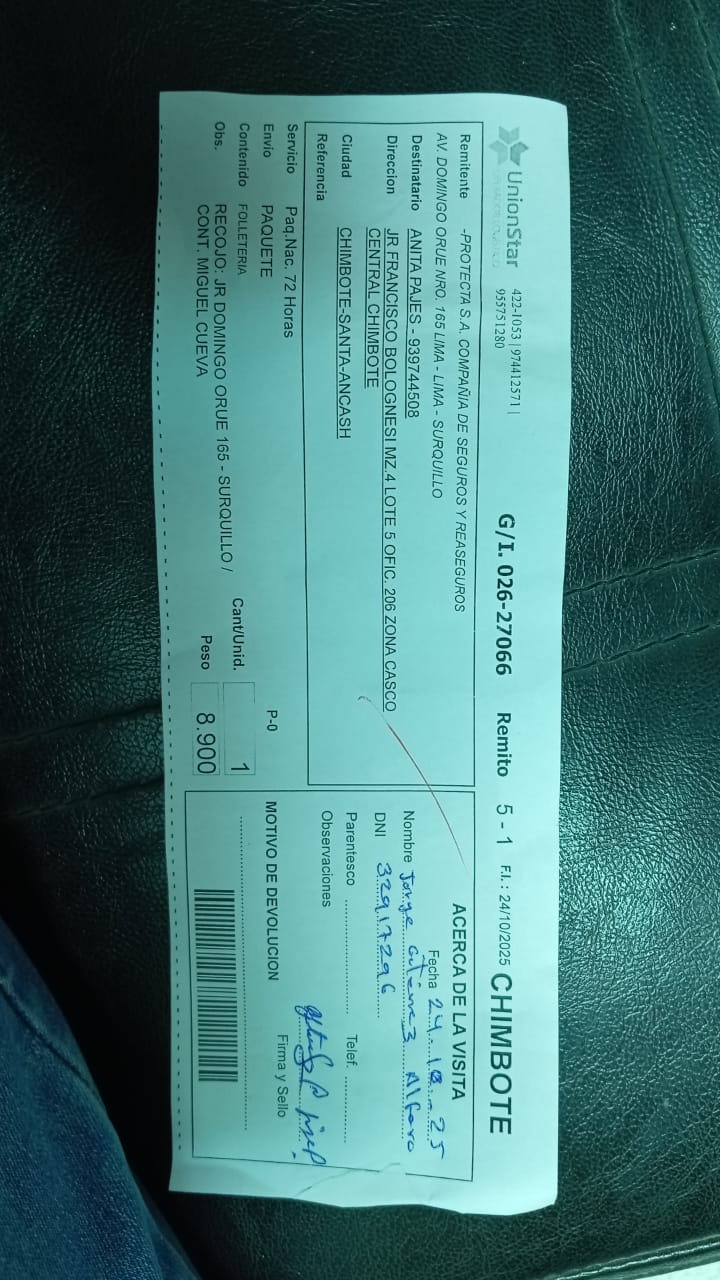 UnionStar
422-1053 | 974412571 |
955751280
G/I. 026-27066 Remito 5 - 1 F.I.: 24/10/2025 CHIMBOTE
Remitente -PROTECTA S.A. COMPAÑIA DE SEGUROS Y REASEGUROS
AV. DOMINGO ORUE NRO. 165 LIMA - LIMA - SURQUILLO
Destinatario ANITA PAJES - 939744508
Direccion JR FRANCISCO BOLOGNESI MZ.4 LOTE 5 OFIC. 206 ZONA CASCO
CENTRAL CHIMBOTE
Ciudad CHIMBOTE-SANTA-ANCASH
Referencia
Servicio Paq.Nac. 72 Horas
Envio PAQUETE P-0
Contenido FOLLETERIA Cant/Unid. 1
Obs. RECOJO: JR DOMINGO ORUE 165 - SURQUILLO / Peso 8.900
CONT. MIGUEL CUEVA
ACERCA DE LA VISITA
Fecha 24.10.25
Nombre Jorge Gutiérrez Alfaro
DNI 32917296
Parentesco Telef.
Observaciones
Firma y Sello
MOTIVO DE DEVOLUCION